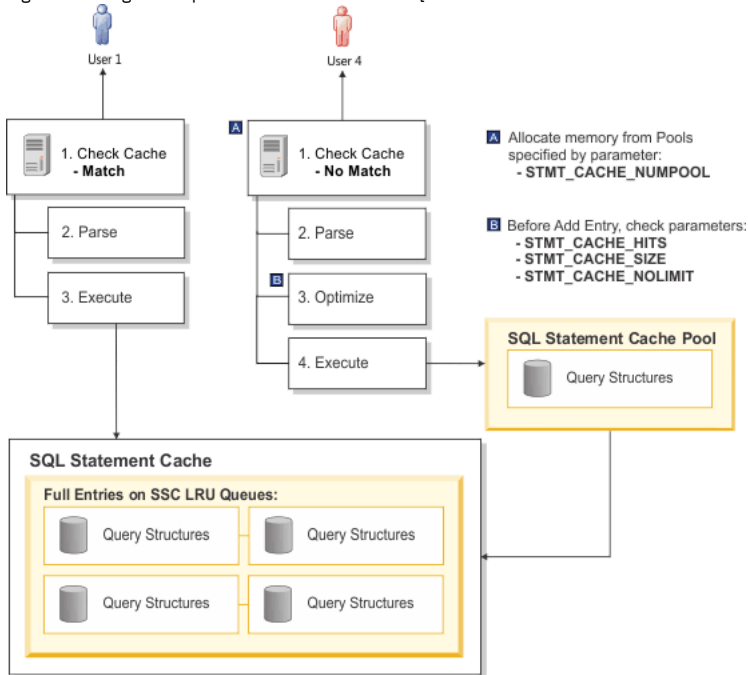 User 1
User 4
1. Check Cache
- Match
2. Parse
3. Execute
A
1. Check Cache
- No Match
2. Parse
B
3. Optimize
4. Execute
A Allocate memory from Pools
specified by parameter:
- STMT_CACHE_NUMPOOL
B Before Add Entry, check parameters:
- STMT_CACHE_HITS
- STMT_CACHE_SIZE
- STMT_CACHE_NOLIMIT
SQL Statement Cache Pool
Query Structures
SQL Statement Cache
Full Entries on SSC LRU Queues:
Query Structures
Query Structures
Query Structures
Query Structures